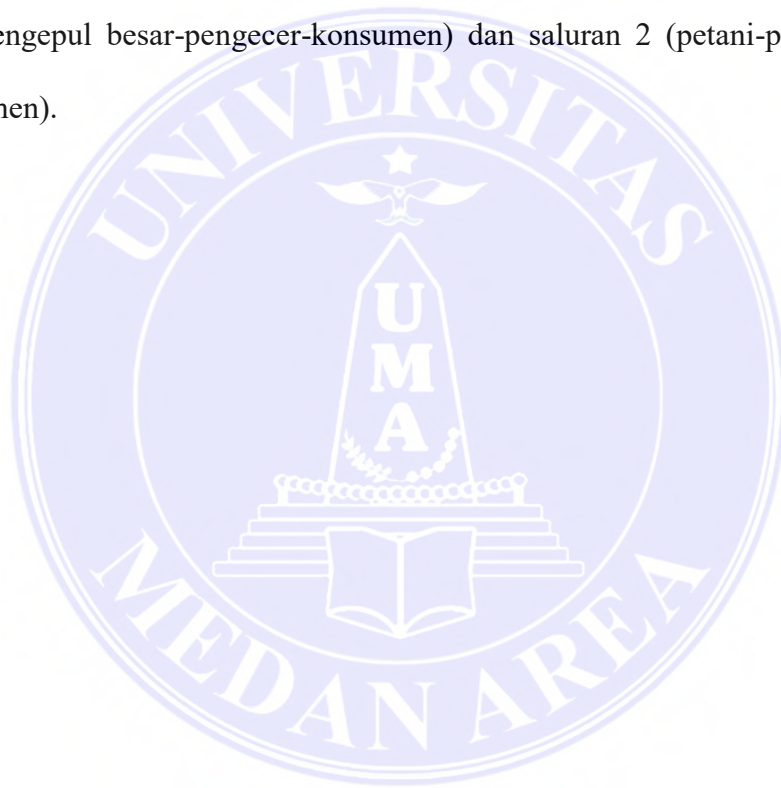 engepul besar-pengecer-konsumen) dan saluran 2 (petani-p
nen).
UNIVERSITAS
U
M
A
MEDAN AREA